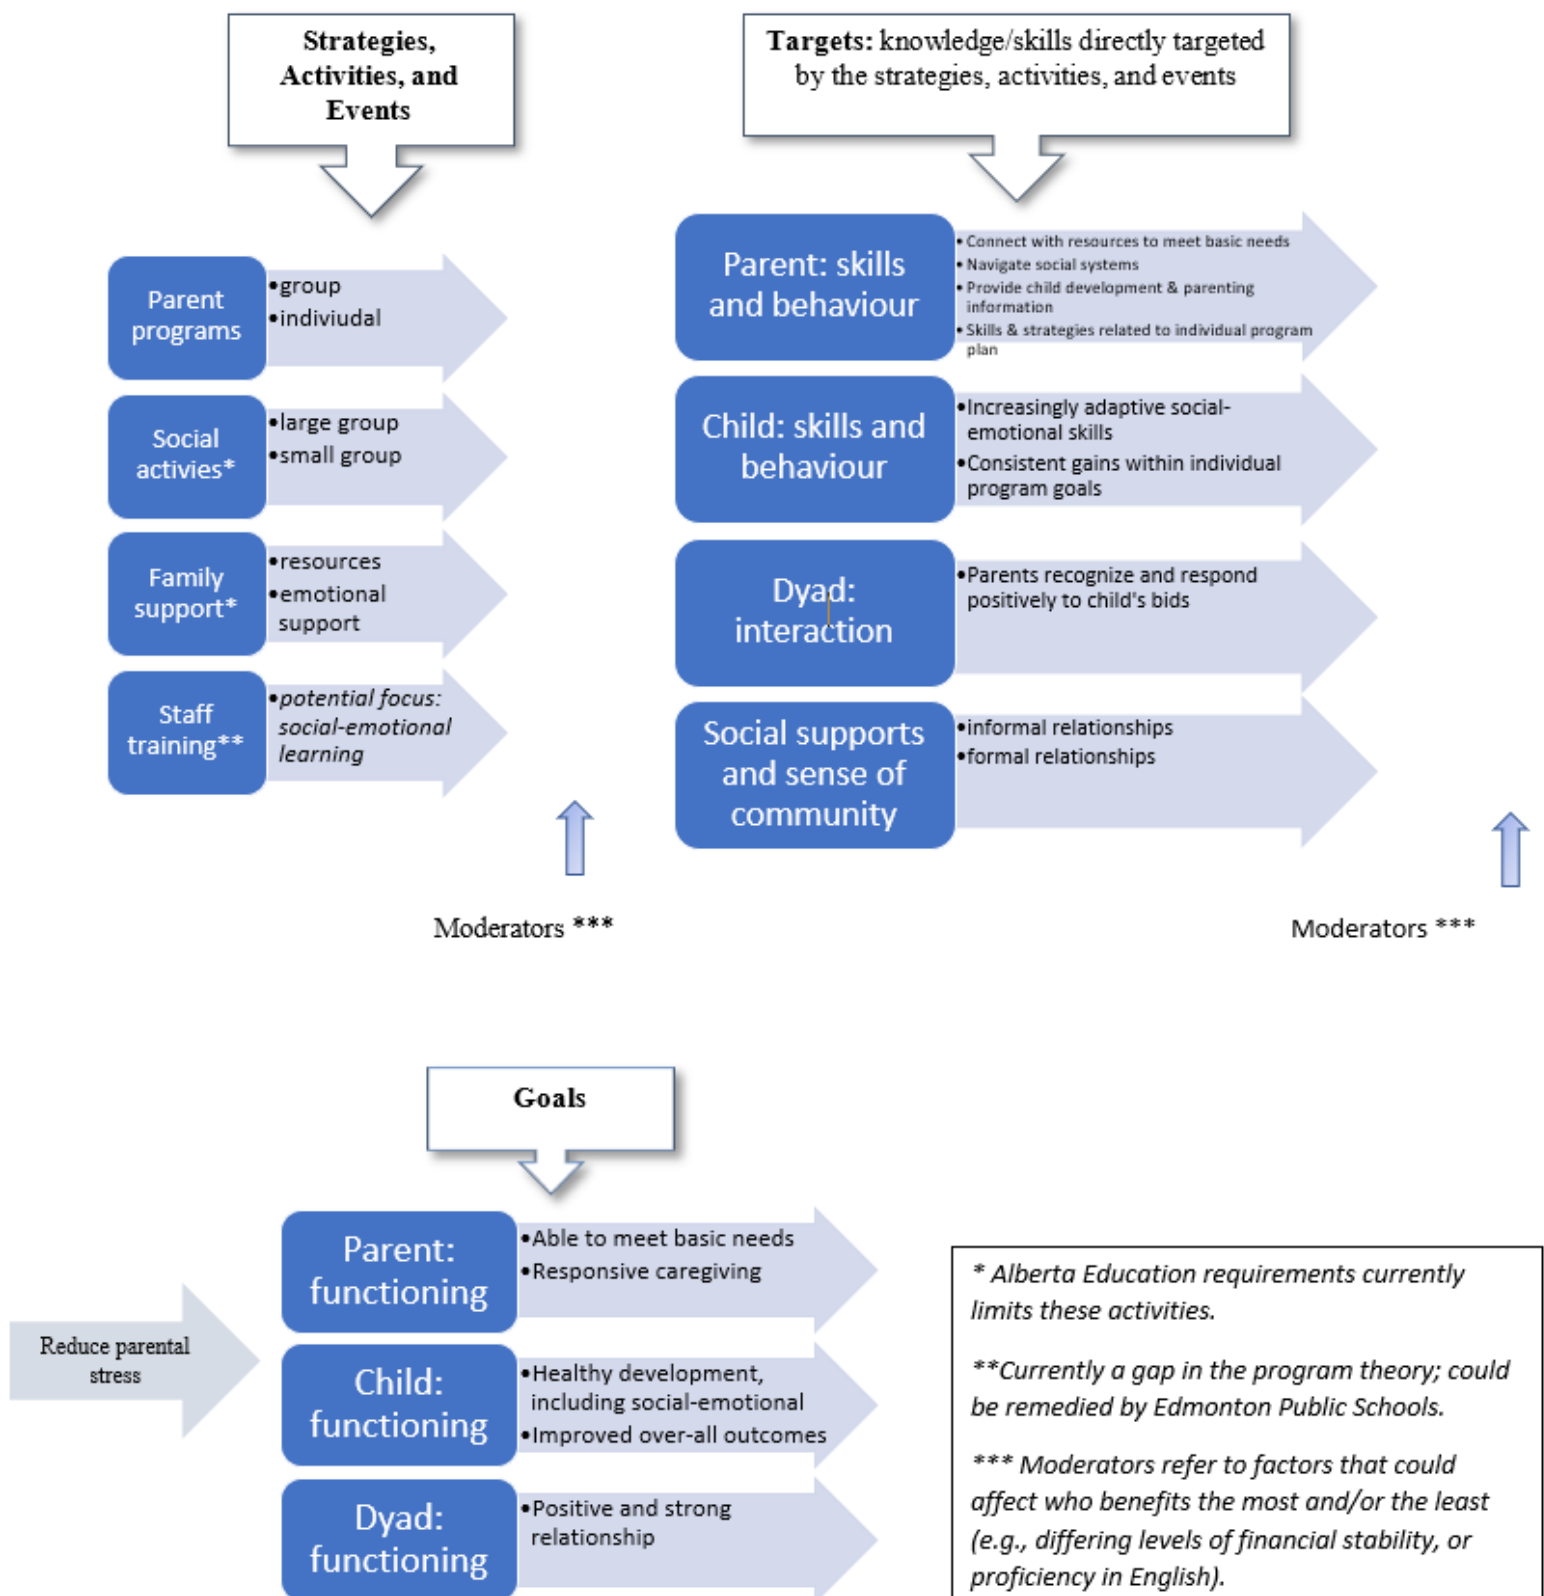 Strategies,
Activities, and
Events
Parent
programs
•group
•indiviudal
Social
activies*
•large group
•small group
Family
support*
•resources
•emotional
support
Staff
training**
•potential focus:
social-emotional
learning
Moderators ***
Targets: knowledge/skills directly targeted
by the strategies, activities, and events
Parent: skills
and behaviour
•Connect with resources to meet basic needs
•Navigate social systems
•Provide child development & parenting
information
•Skills & strategies related to individual program
plan
Child: skills and
behaviour
•Increasingly adaptive social-
emotional skills
•Consistent gains within individual
program goals
Dyad:
interaction
•Parents recognize and respond
positively to child's bids
Social supports
and sense of
community
•informal relationships
•formal relationships
Moderators ***
Goals
Reduce parental
stress
Parent:
functioning
•Able to meet basic needs
•Responsive caregiving
Child:
functioning
•Healthy development,
including social-emotional
•Improved over-all outcomes
Dyad:
functioning
•Positive and strong
relationship
* Alberta Education requirements currently
limits these activities.
**Currently a gap in the program theory; could
be remedied by Edmonton Public Schools.
*** Moderators refer to factors that could
affect who benefits the most and/or the least
(e.g., differing levels of financial stability, or
proficiency in English).